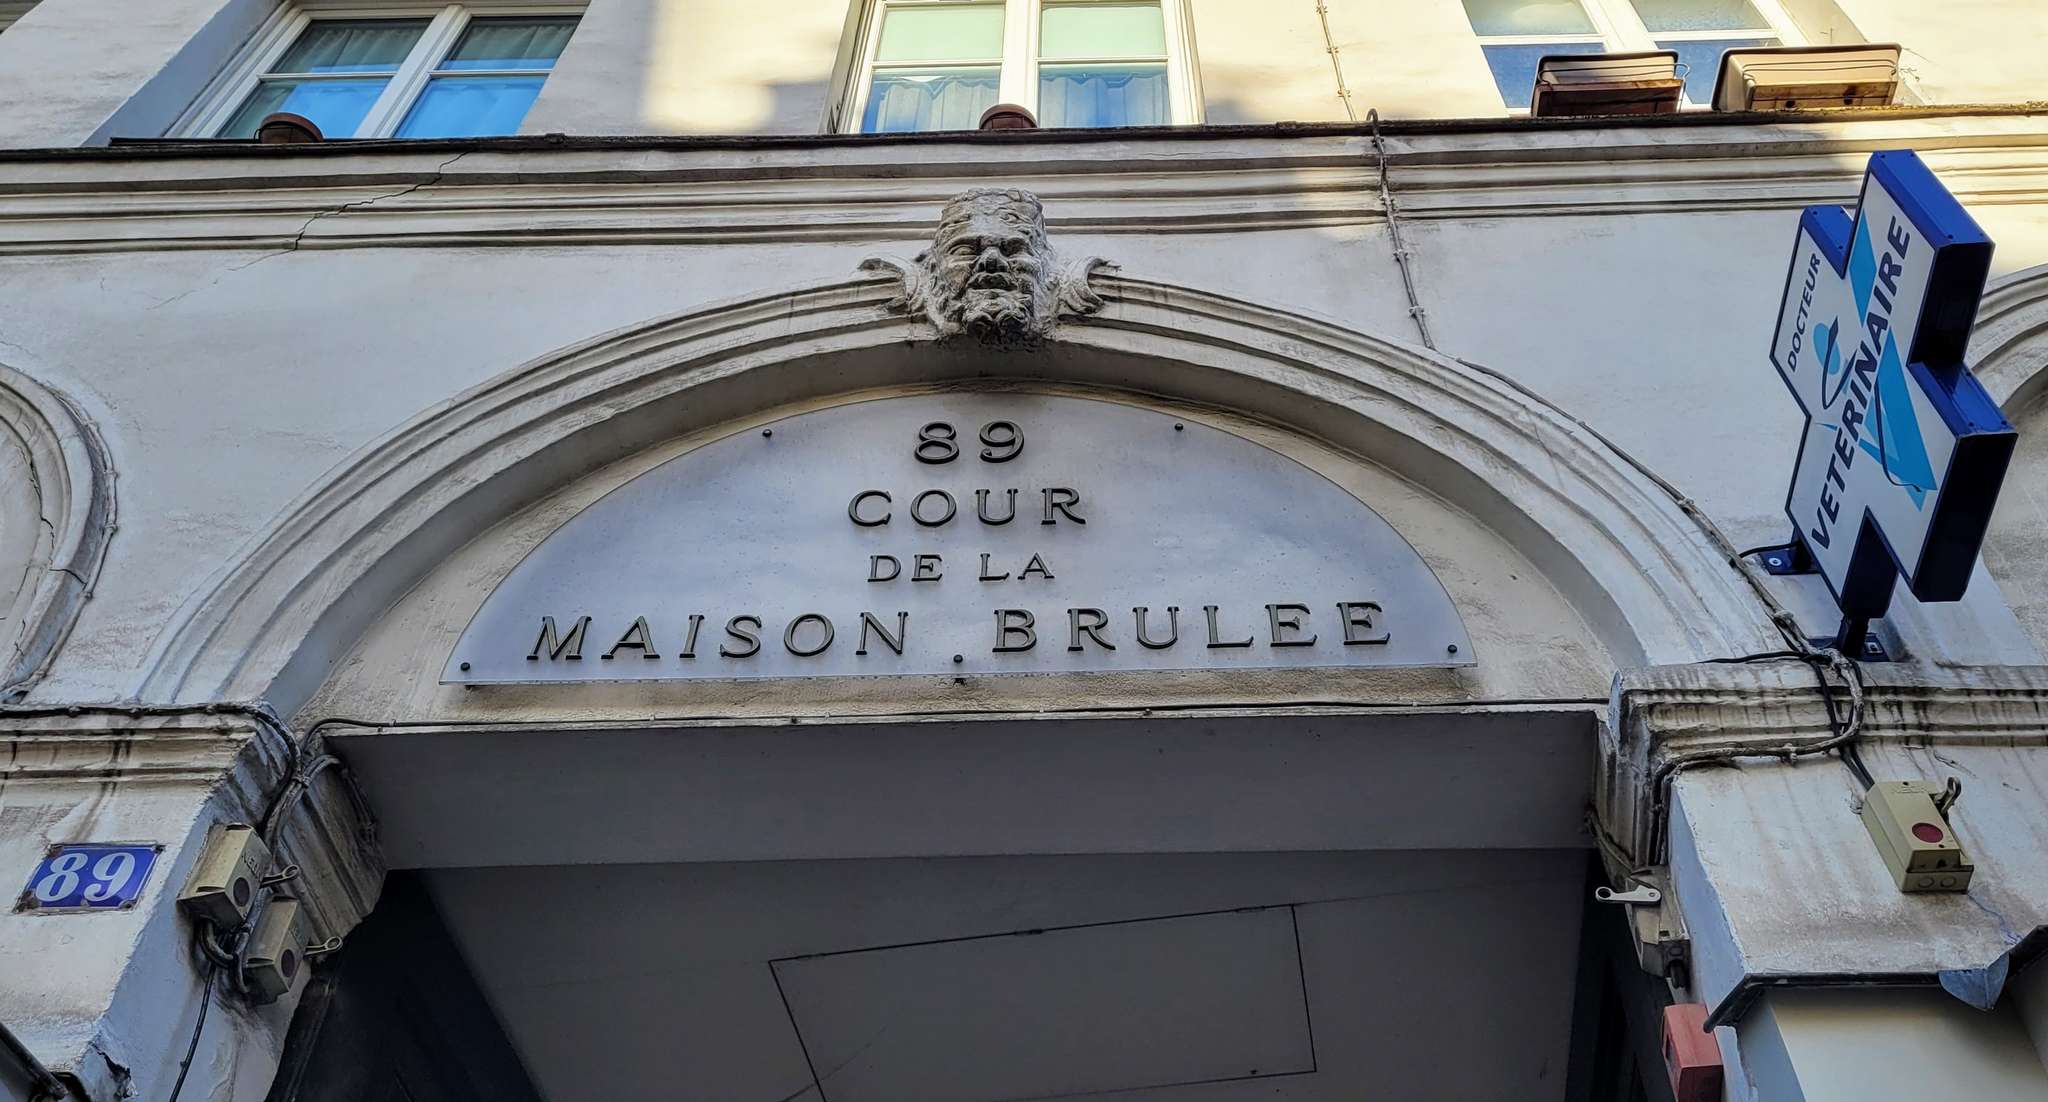 89
COUR
DE LA
MAISON BRULEE
DOCTEUR
VETERINAIRE
89